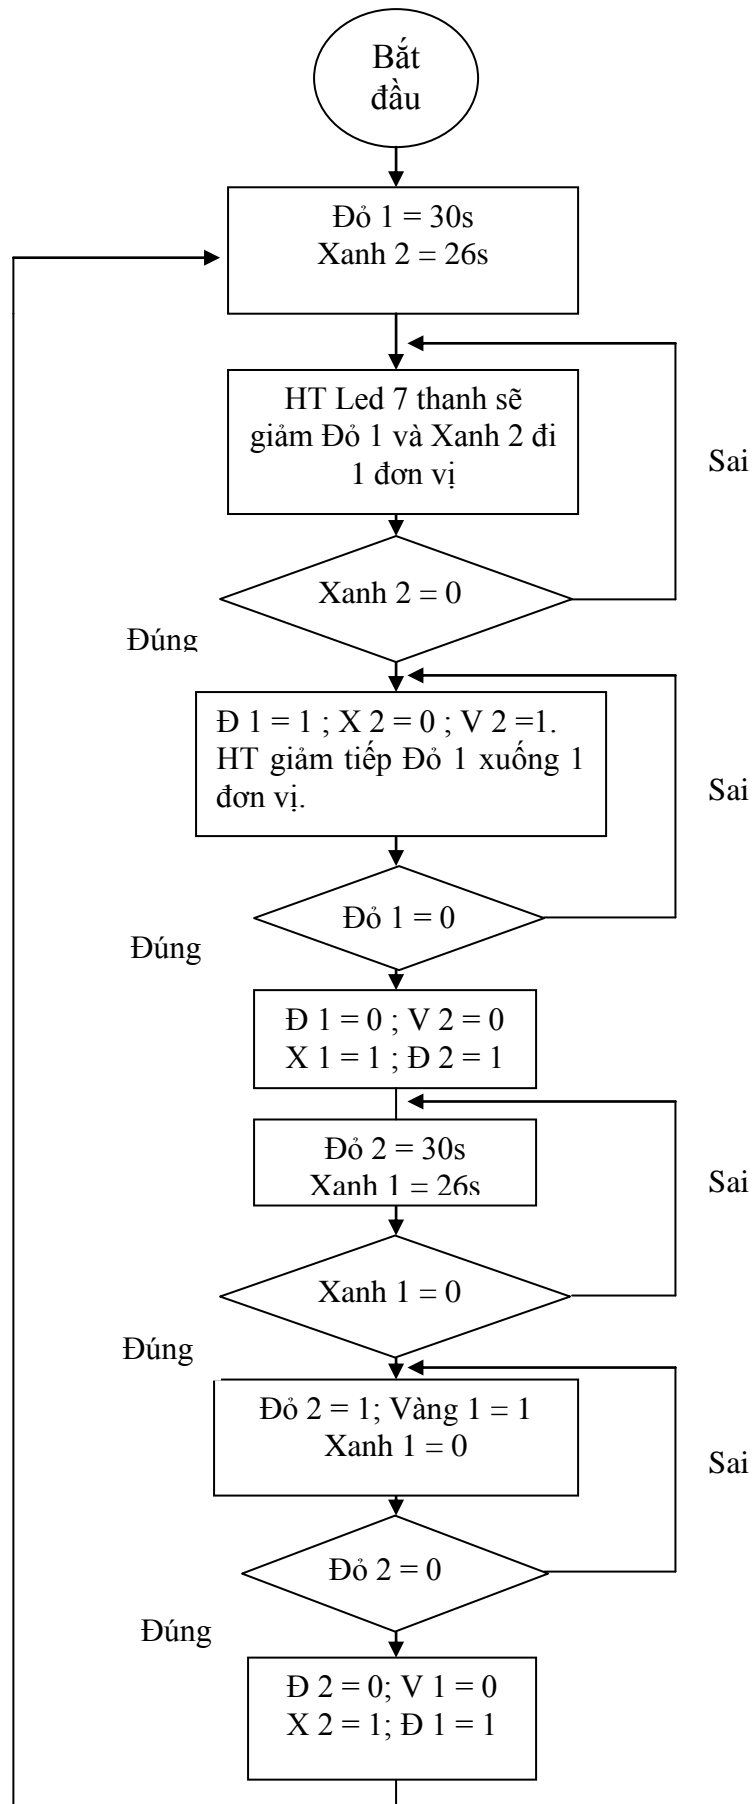 Bắt
đầu
Đỏ 1 = 30s
Xanh 2 = 26s
HT Led 7 thanh sẽ
giảm Đỏ 1 và Xanh 2 đi
1 đơn vị
Sai
Xanh 2 = 0
Đúng
Đ 1 = 1 ; X 2 = 0 ; V 2 =1.
HT giảm tiếp Đỏ 1 xuống 1
đơn vị.
Sai
Đỏ 1 = 0
Đúng
Đ 1 = 0 ; V 2 = 0
X 1 = 1 ; Đ 2 = 1
Đỏ 2 = 30s
Xanh 1 = 26s
Sai
Xanh 1 = 0
Đúng
Đỏ 2 = 1; Vàng 1 = 1
Xanh 1 = 0
Sai
Đỏ 2 = 0
Đúng
Đ 2 = 0; V 1 = 0
X 2 = 1; Đ 1 = 1